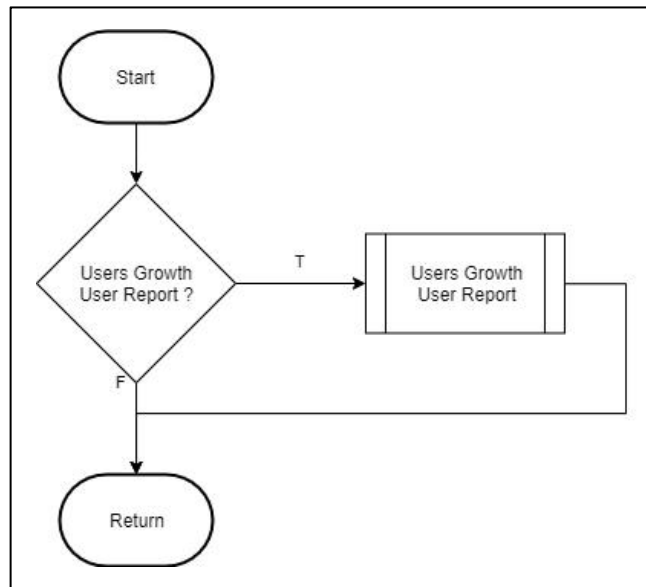 Start
Users Growth
User Report ?
T
Users Growth
User Report
F
Return